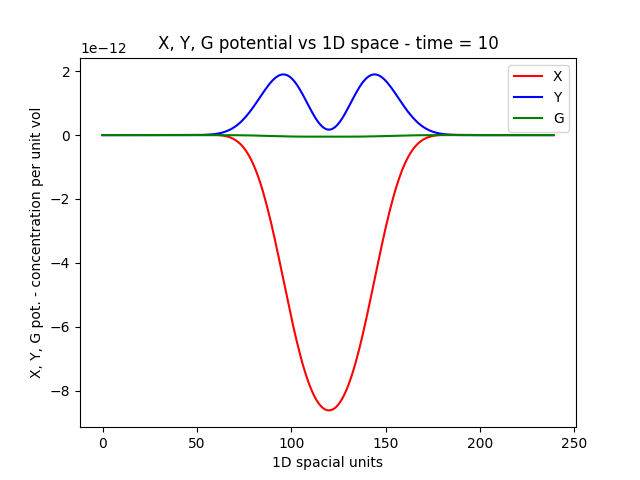 X, Y, G potential vs 1D space - time = 10
1e−12
X
Y
G
2
0
−2
−4
−6
−8
X, Y, G pot. - concentration per unit vol
0
50
100
150
200
250
1D spacial units